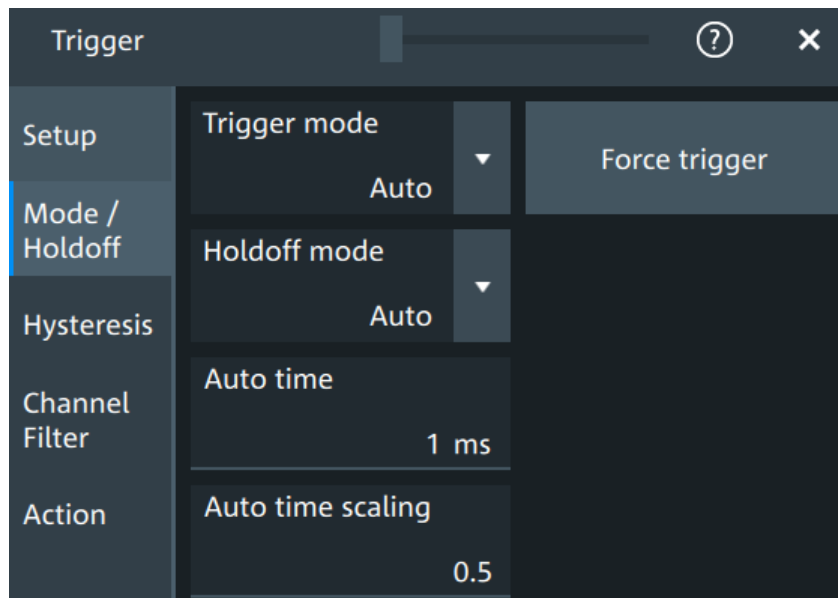 Trigger
?
×
Setup
Mode /
Holdoff
Hysteresis
Channel
Filter
Action
Trigger mode
Auto
Force trigger
Holdoff mode
Auto
Auto time
1 ms
Auto time scaling
0.5